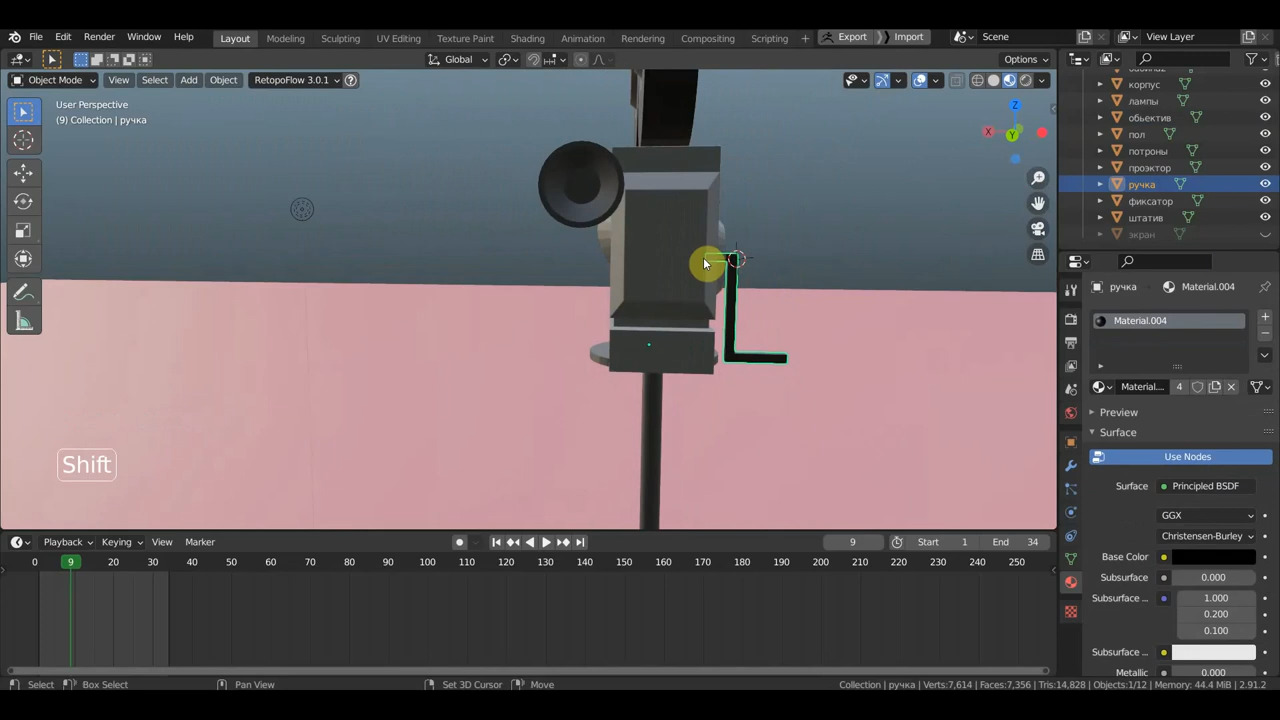 File Edit Render Window Help Layout Modeling Sculpting UV Editing Texture Paint Shading Animation Rendering Compositing Scripting + Export Import Scene View Layer
Global Options
Object Mode View Select Add Object RetopoFlow 3.0.1
User Perspective
(9) Collection | ручка
Z
X
Y
корпус
лампы
обьектив
пол
потроны
проэктор
ручка
фиксатор
штатив
экран
ручка Material.004
Material.004
Material.... 4
Preview
Surface
Use Nodes
Surface Principled BSDF
GGX
Christensen-Burley
Base Color
Subsurface 0.000
Subsurface .. 1.000
0.200
0.100
Subsurface ..
Metallic 0.000
Shift
Playback Keying View Marker 9 Start 1 End 34
0 9 20 30 40 50 60 70 80 90 100 110 120 130 140 150 160 170 180 190 200 210 220 230 240 250
Select Box Select Pan View Set 3D Cursor Move Collection | ручка | Verts:7,614 | Faces:7,356 | Tris:14,828 | Objects:1/12 | Memory: 44.4 MiB | 2.91.2